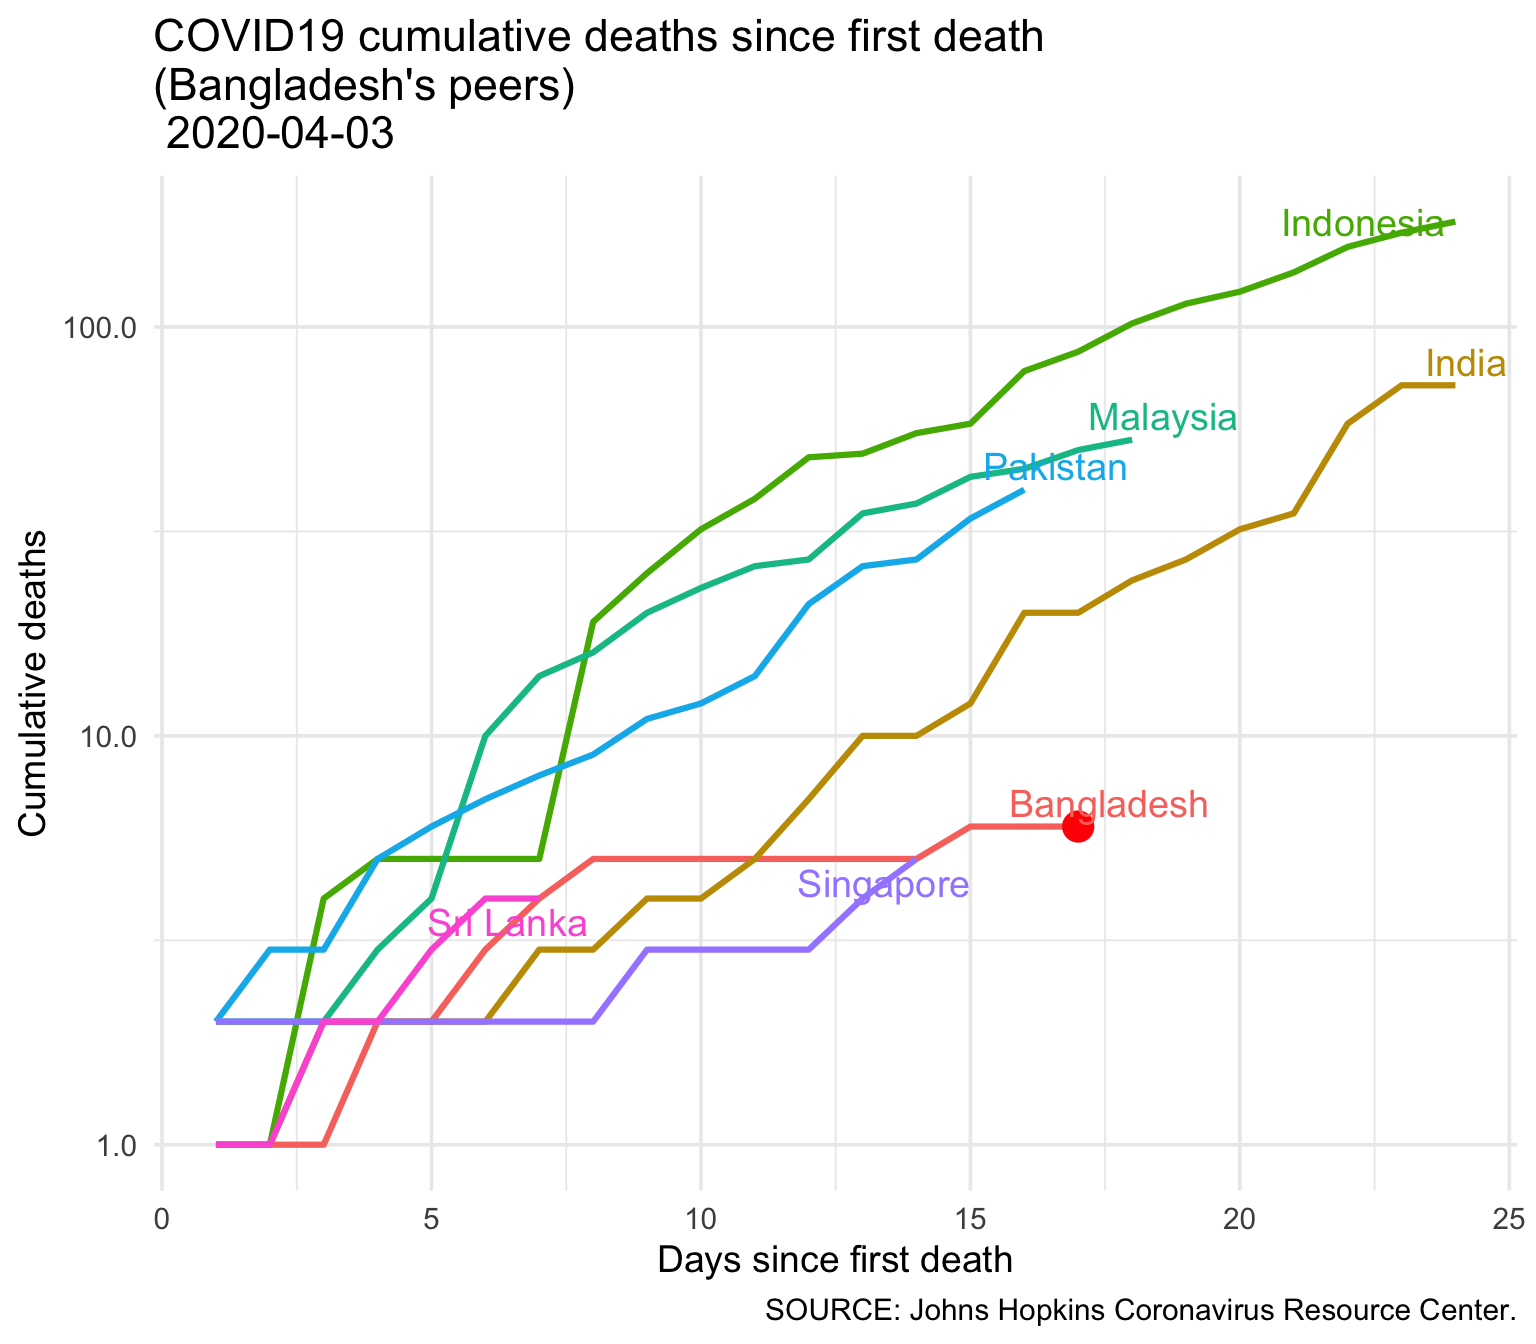 COVID19 cumulative deaths since first death
(Bangladesh's peers)
2020-04-03
Indonesia
100.0
India
Malaysia
Pakistan
Cumulative deaths
10.0
Bangladesh
Singapore
Sri Lanka
1.0
0 5 10 15 20 25
Days since first death
SOURCE: Johns Hopkins Coronavirus Resource Center.